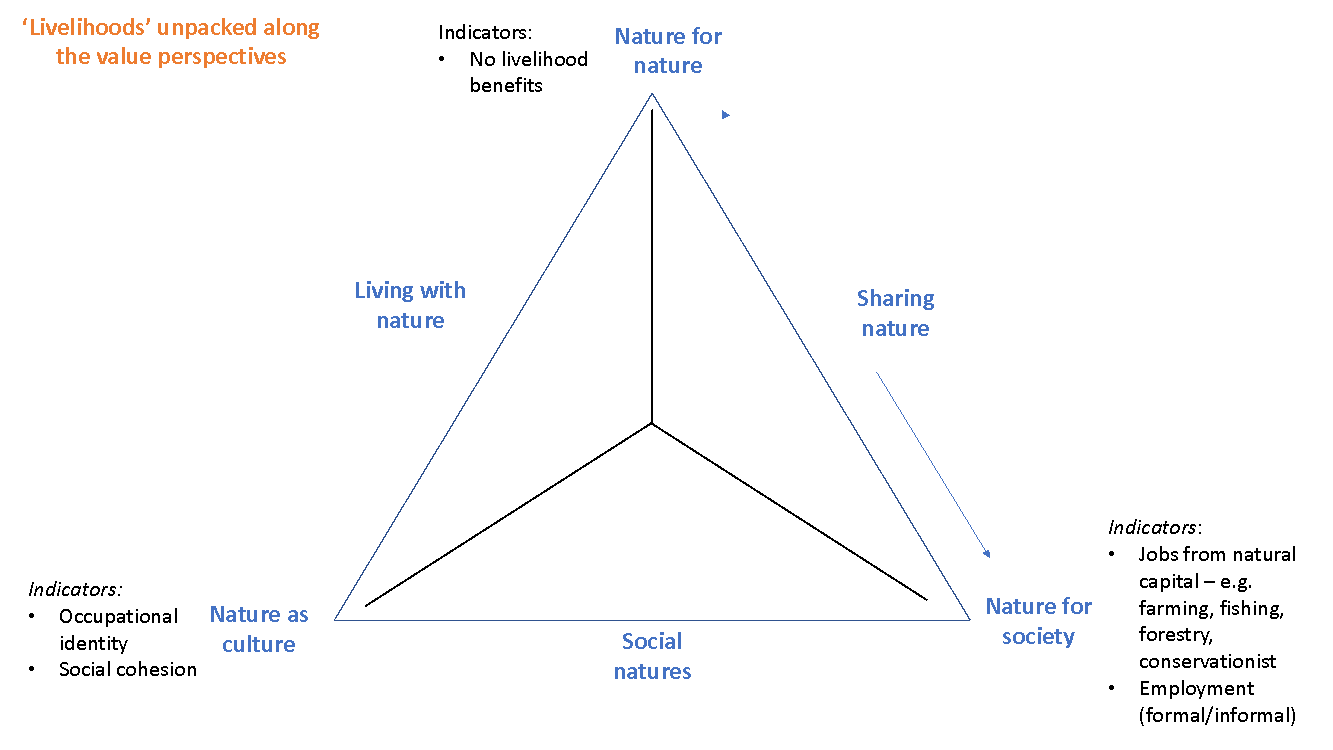 ‘Livelihoods’ unpacked along
the value perspectives
Indicators:
• No livelihood
benefits
Nature for
nature
Living with
nature
Sharing
nature
Indicators:
• Occupational
identity
• Social cohesion
Nature as
culture
Social
natures
Nature for
society
Indicators:
• Jobs from natural
capital – e.g.
farming, fishing,
forestry,
conservationist
• Employment
(formal/informal)